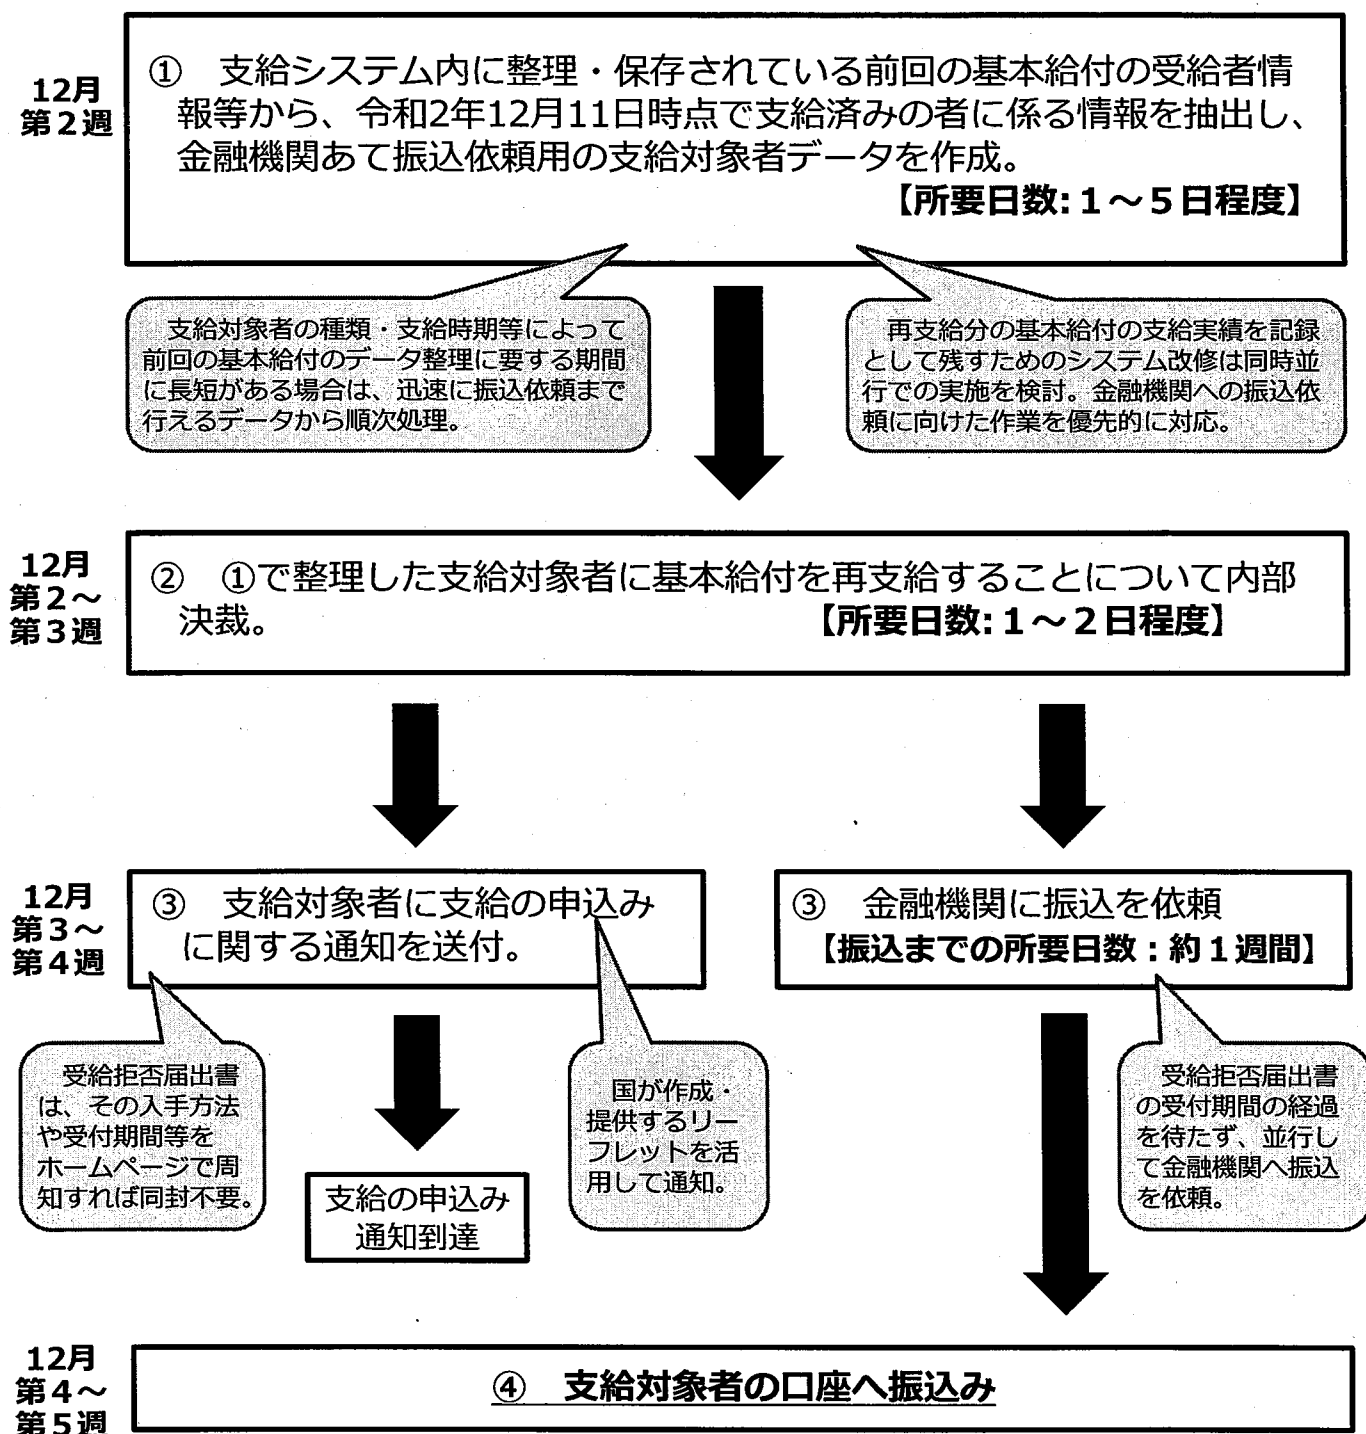 12月
第2週
① 支給システム内に整理・保存されている前回の基本給付の受給者情
報等から、令和2年12月11日時点で支給済みの者に係る情報を抽出し、
金融機関あて振込依頼用の支給対象者データを作成。
【所要日数:１～５日程度】
支給対象者の種類・支給時期等によって
前回の基本給付のデータ整理に要する期間
に長短がある場合は、迅速に振込依頼まで
行えるデータから順次処理。
再支給分の基本給付の支給実績を記録
として残すためのシステム改修は同時並
行での実施を検討。金融機関への振込依
頼に向けた作業を優先的に対応。
12月
第２～
第３週
② ①で整理した支給対象者に基本給付を再支給することについて内部
決裁。
【所要日数:１～２日程度】
12月
第３～
第４週
③ 支給対象者に支給の申込み
に関する通知を送付。
③ 金融機関に振込を依頼
【振込までの所要日数：約１週間】
受給拒否届出書
は、その入手方法
や受付期間等を
ホームページで周
知すれば同封不要。
国が作成・
提供するリー
フレットを活
用して通知。
受給拒否届出書
の受付期間の経過
を待たず、並行し
て金融機関へ振込
を依頼。
支給の申込み
通知到達
12月
第４～
第５週
④ 支給対象者の口座へ振込み